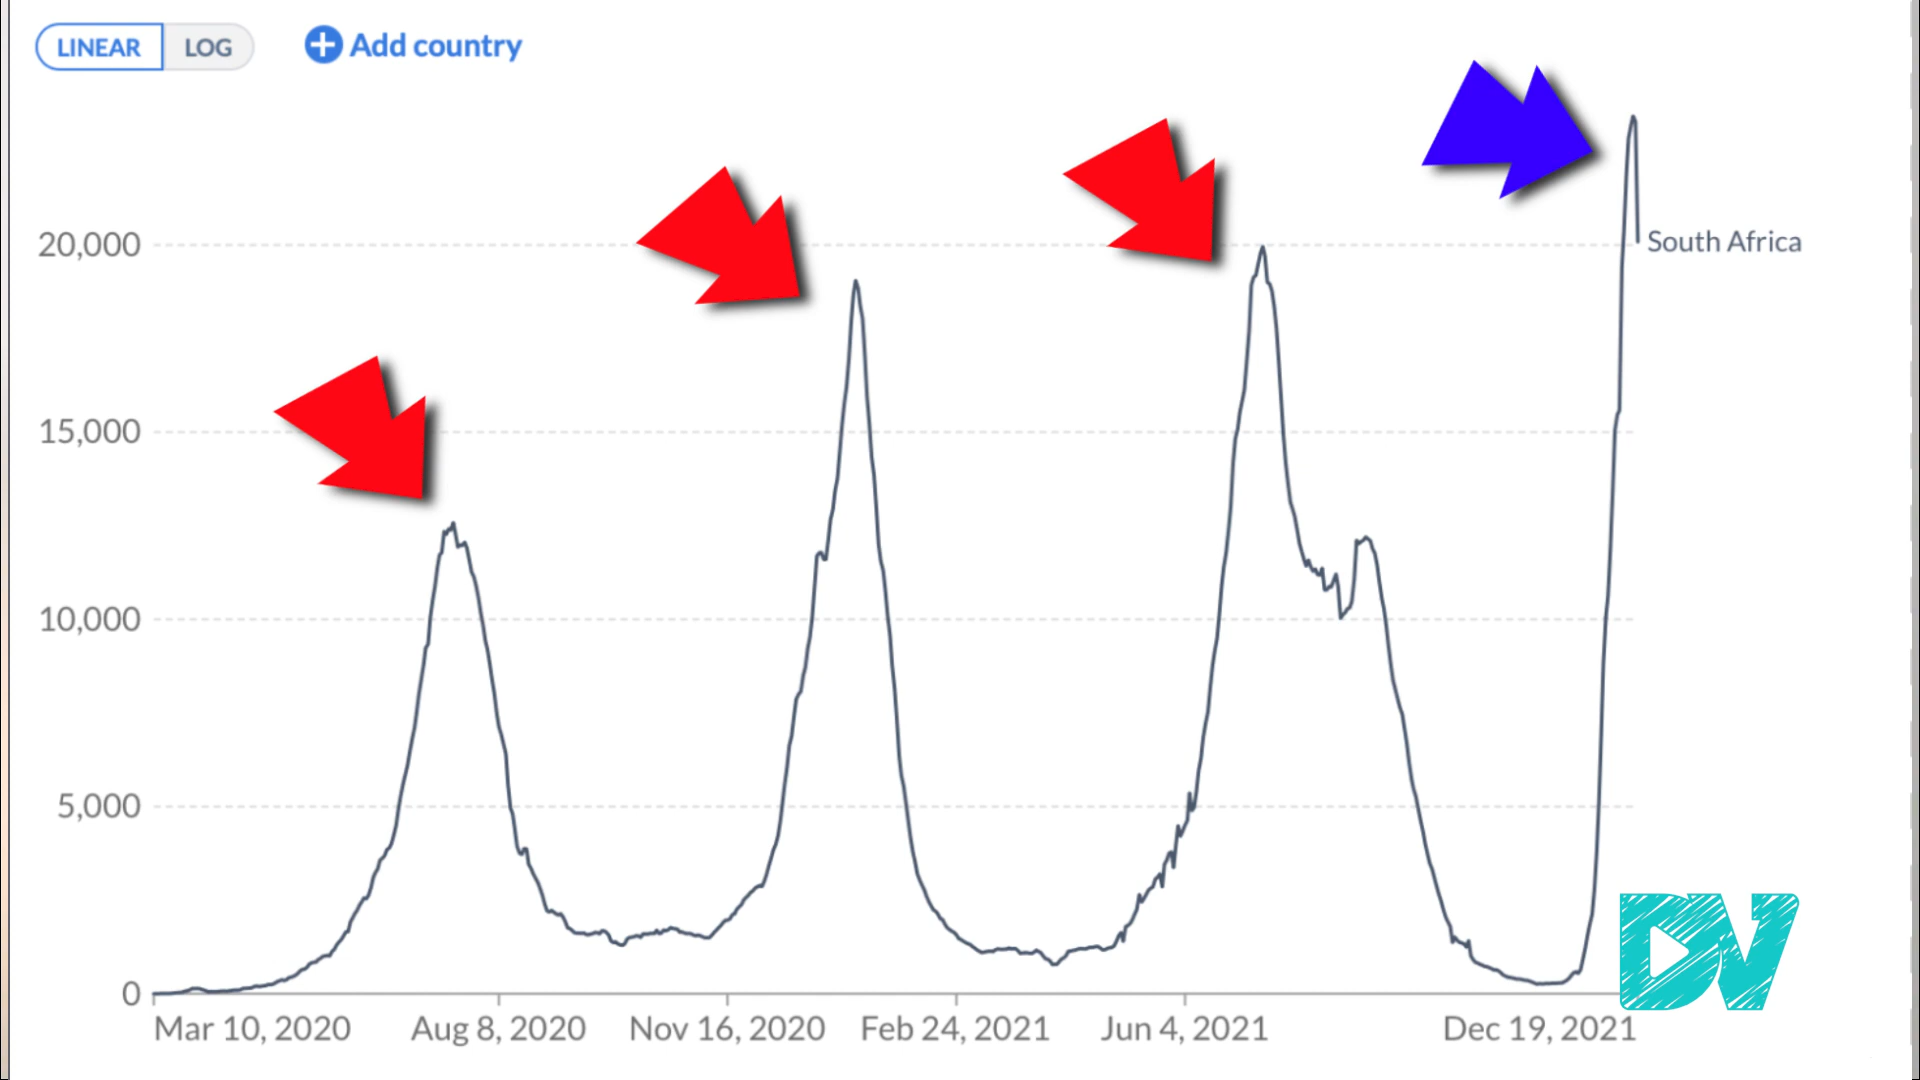 LINEAR LOG Add country
20,000
South Africa
15,000
10,000
5,000
0
Mar 10, 2020 Aug 8, 2020 Nov 16, 2020 Feb 24, 2021 Jun 4, 2021 Dec 19, 2021
DV